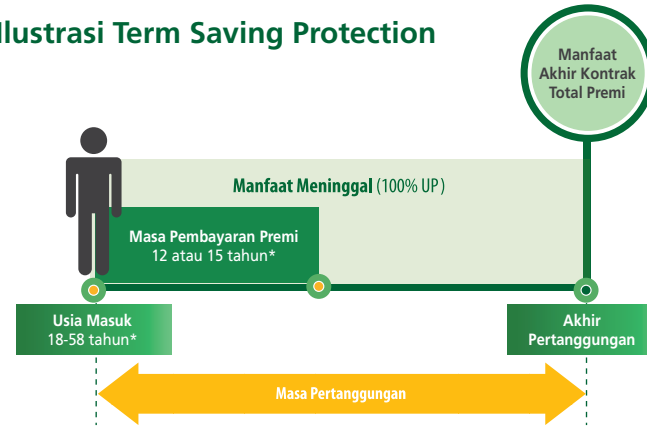 Ilustrasi Term Saving Protection
Manfaat
Akhir Kontrak
Total Premi
Manfaat Meninggal (100% UP)
Masa Pembayaran Premi
12 atau 15 tahun*
Usia Masuk
18-58 tahun*
Akhir
Pertanggungan
Masa Pertanggungan